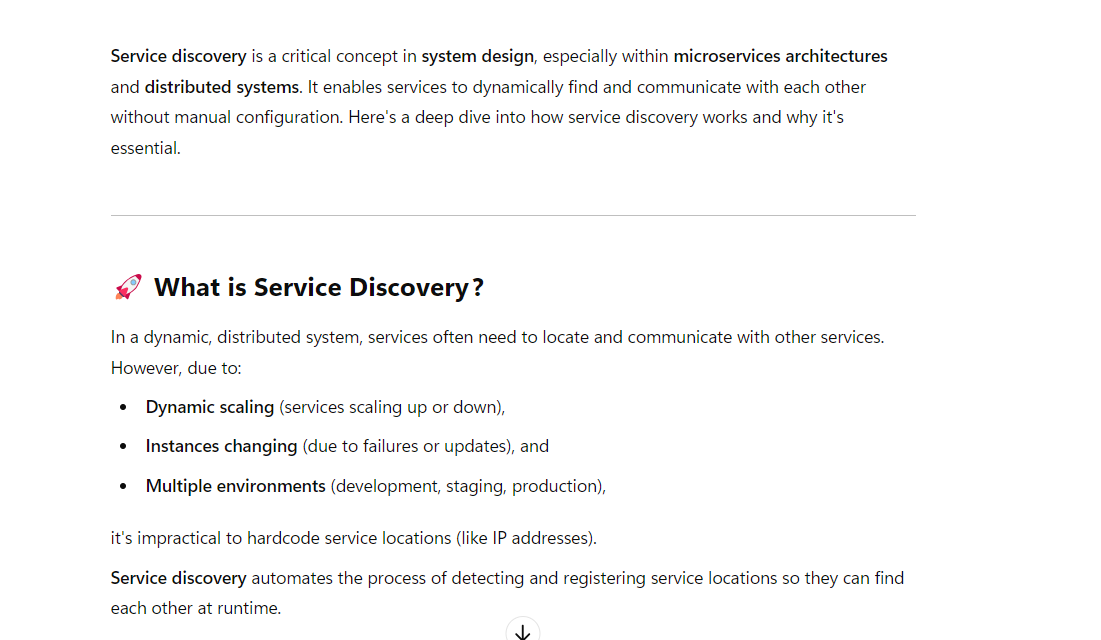 Service discovery is a critical concept in system design, especially within microservices architectures
and distributed systems. It enables services to dynamically find and communicate with each other
without manual configuration. Here's a deep dive into how service discovery works and why it's
essential.
🚀 What is Service Discovery?
In a dynamic, distributed system, services often need to locate and communicate with other services.
However, due to:
• Dynamic scaling (services scaling up or down),
• Instances changing (due to failures or updates), and
• Multiple environments (development, staging, production),
it's impractical to hardcode service locations (like IP addresses).
Service discovery automates the process of detecting and registering service locations so they can find
each other at runtime.